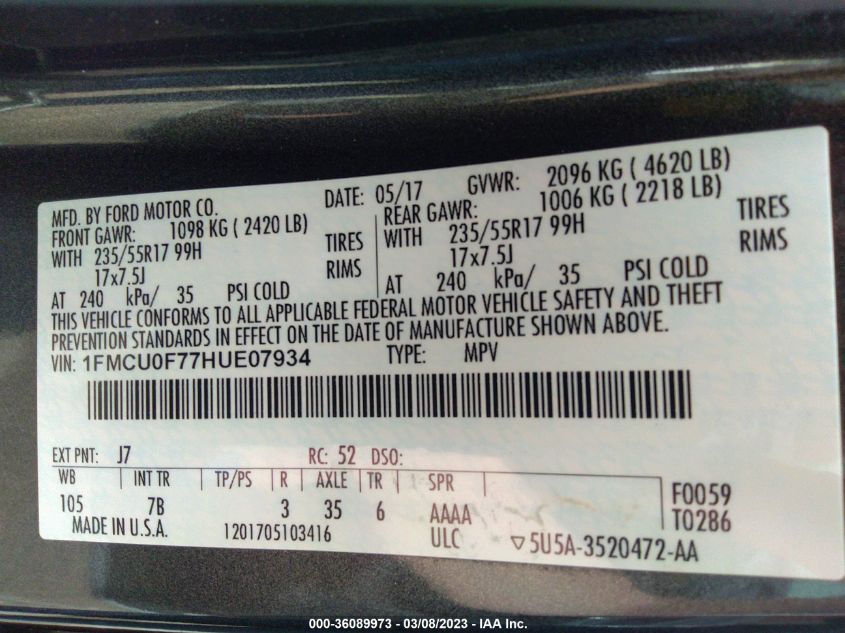 MFD. BY FORD MOTOR CO. DATE: 05/17 GVWR: 2096 KG ( 4620 LB)
FRONT GAWR: 1098 KG ( 2420 LB) REAR GAWR: 1006 KG ( 2218 LB)
WITH 235/55R17 99H TIRES WITH 235/55R17 99H TIRES
17x7.5J RIMS 17x7.5J RIMS
AT 240 kPa/ 35 PSI COLD AT 240 kPa/ 35 PSI COLD
THIS VEHICLE CONFORMS TO ALL APPLICABLE FEDERAL MOTOR VEHICLE SAFETY AND THEFT
PREVENTION STANDARDS IN EFFECT ON THE DATE OF MANUFACTURE SHOWN ABOVE.
VIN: 1FMCU0F77HUE07934 TYPE: MPV
EXT PNT: J7 RC: 52 DSO:
WB INT TR TP/PS R AXLE TR SPR
105 7B 3 35 6 AAAA F0059
MADE IN U.S.A. 1201705103416 ULC T0286
▽5U5A-3520472-AA
000-36089973 - 03/08/2023 - IAA Inc.